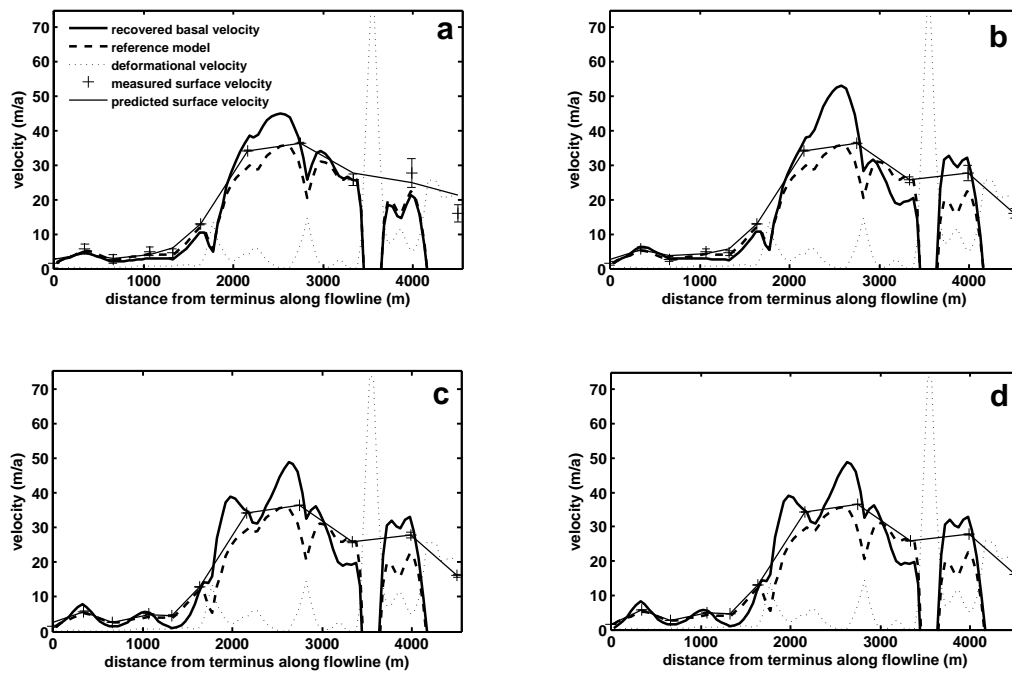 a
recovered basal velocity
reference model
deformational velocity
measured surface velocity
predicted surface velocity
velocity (m/a)
70
60
50
40
30
20
10
0
0 1000 2000 3000 4000
distance from terminus along flowline (m)
b
velocity (m/a)
70
60
50
40
30
20
10
0
0 1000 2000 3000 4000
distance from terminus along flowline (m)
c
velocity (m/a)
70
60
50
40
30
20
10
0
0 1000 2000 3000 4000
distance from terminus along flowline (m)
d
velocity (m/a)
70
60
50
40
30
20
10
0
0 1000 2000 3000 4000
distance from terminus along flowline (m)